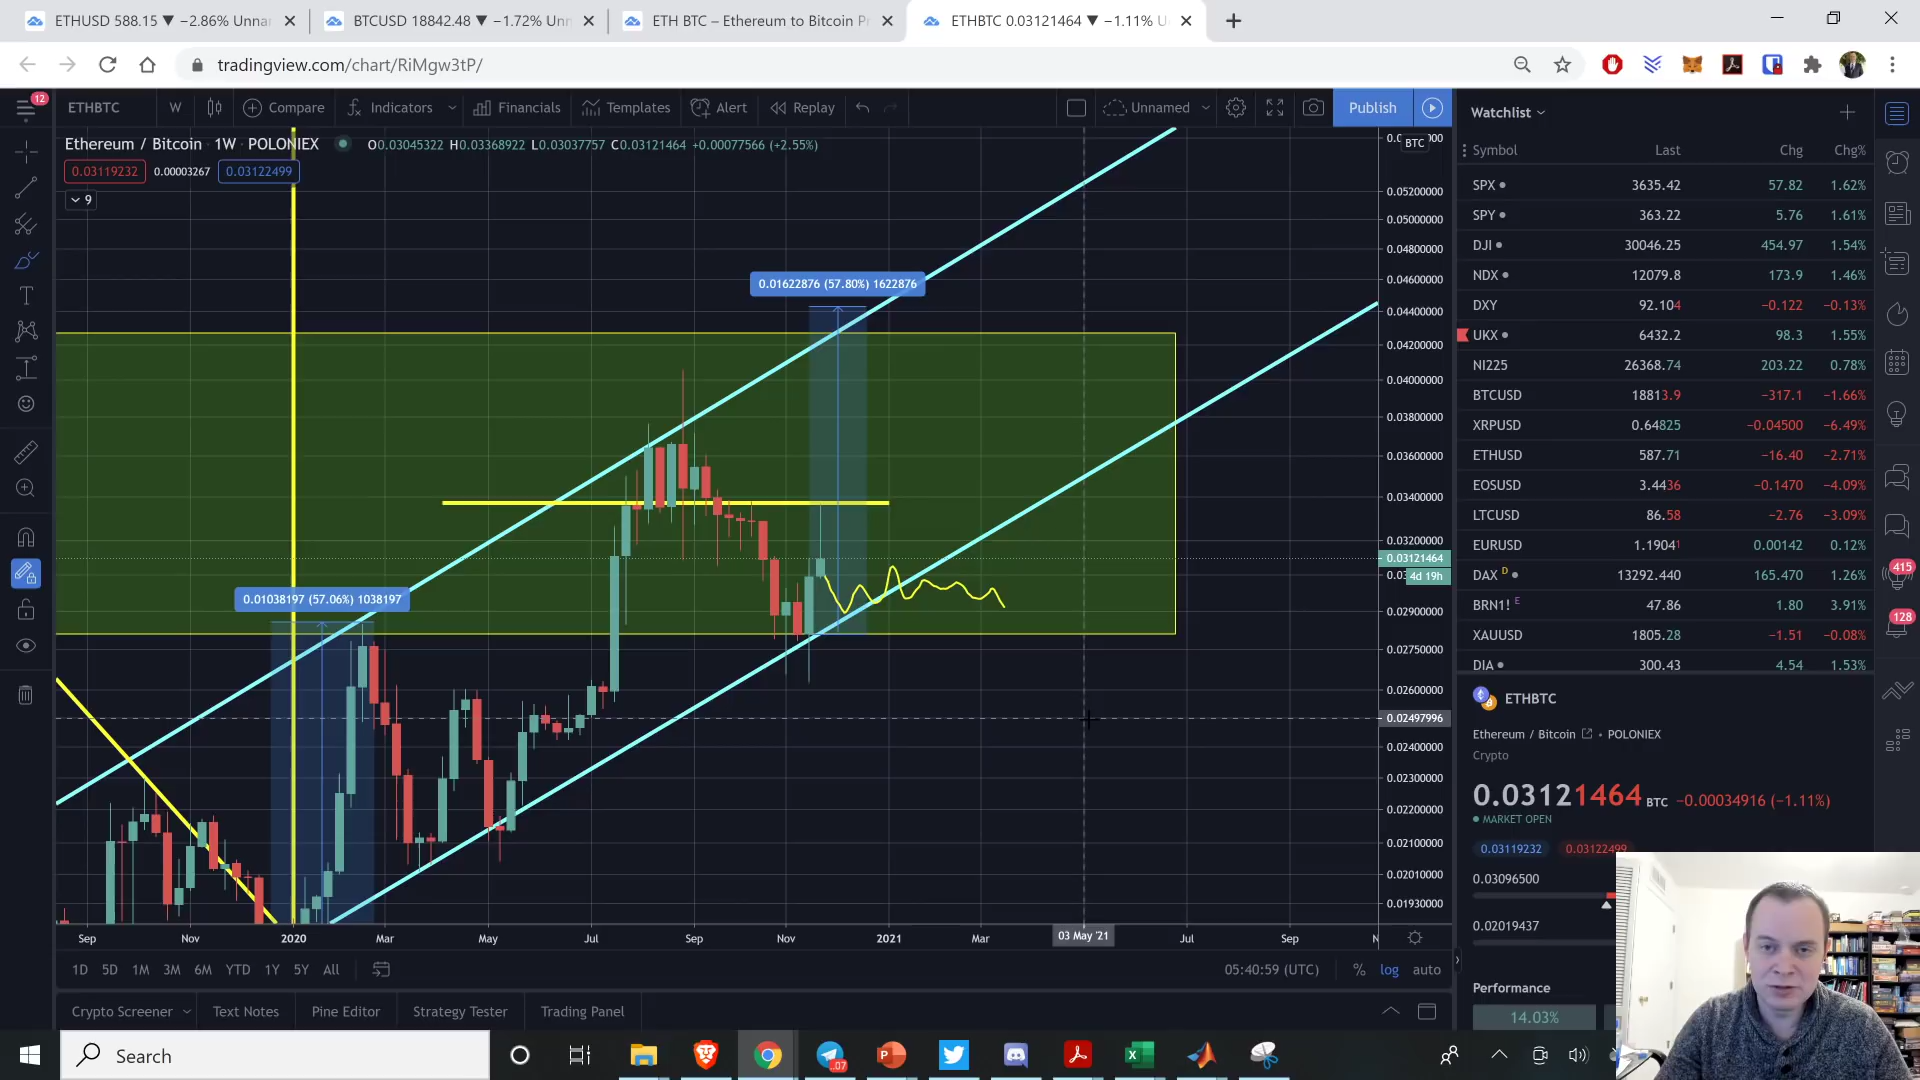 ETHUSD 588.15 ▼ −2.86% Unnar
BTCUSD 18842.48 ▼ −1.72% Unn
ETH BTC – Ethereum to Bitcoin Pr
ETHBTC 0.03121464 ▼ −1.11% U
tradingview.com/chart/RiMgw3tP/
12
ETHBTC
W
Compare
Indicators
Financials
Templates
Alert
Replay
Unnamed
Publish
Ethereum / Bitcoin · 1W · POLONIEX
O0.03045322 H0.03368922 L0.03037757 C0.03121464 +0.00077566 (+2.55%)
0.03119232
0.00003267
0.03122499
9
BTC
0.05200000
0.05000000
0.04800000
0.04600000
0.04400000
0.04200000
0.04000000
0.03800000
0.03600000
0.03400000
0.03200000
0.03121464
4d 19h
0.02900000
0.02750000
0.02600000
0.02497996
0.02400000
0.02300000
0.02200000
0.02100000
0.02010000
0.01930000
0.01622876 (57.80%) 1622876
0.01038197 (57.06%) 1038197
Sep
Nov
2020
Mar
May
Jul
Sep
Nov
2021
Mar
03 May '21
Jul
Sep
N
1D 5D 1M 3M 6M YTD 1Y 5Y All
05:40:59 (UTC)
%
log
auto
Crypto Screener
Text Notes
Pine Editor
Strategy Tester
Trading Panel
Watchlist
Symbol Last Chg Chg%
SPX 3635.42 57.82 1.62%
SPY 363.22 5.76 1.61%
DJI 30046.25 454.97 1.54%
NDX 12079.8 173.9 1.46%
DXY 92.104 −0.122 −0.13%
UKX 6432.2 98.3 1.55%
NI225 26368.74 203.22 0.78%
BTCUSD 18813.9 −317.1 −1.66%
XRPUSD 0.64825 −0.04500 −6.49%
ETHUSD 587.71 −16.40 −2.71%
EOSUSD 3.4436 −0.1470 −4.09%
LTCUSD 86.58 −2.76 −3.09%
EURUSD 1.19041 0.00142 0.12%
DAX D 13292.440 165.470 1.26%
BRN1! E 47.86 1.80 3.91%
XAUUSD 1805.28 −1.51 −0.08%
DIA 300.43 4.54 1.53%
ETHBTC
Ethereum / Bitcoin • POLONIEX
Crypto
0.03121464 BTC −0.00034916 (−1.11%)
MARKET OPEN
0.03119232
0.03122499
0.03096500
0.02019437
Performance
14.03%
415
128
Search
07